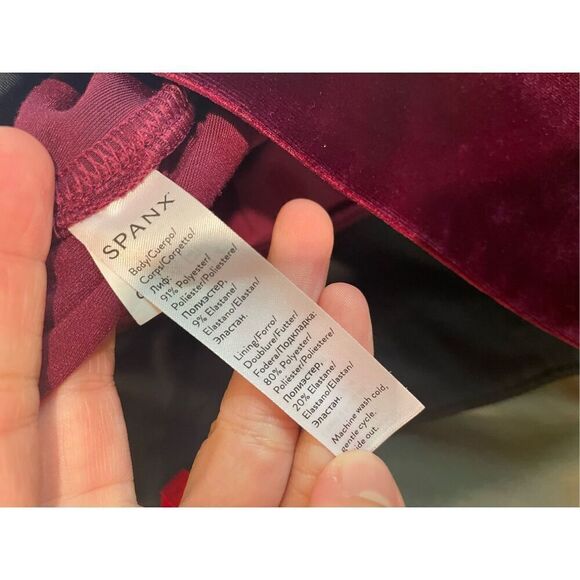 SPANX
Body/Cuerpo/
Corps/Corpetto/
Лиф:
91% Polyester/
Poliéster/Poliestere/
Полиэстер,
9% Elastane/
Elastano/Elastan/
Эластан.
Lining/Forro/
Doublure/Futter/
Fodera/Подкладка:
80% Polyester/
Poliéster/Poliestere/
Полиэстер,
20% Elastane/
Elastano/Elastan/
Эластан.
Machine wash cold,
gentle cycle.
out.